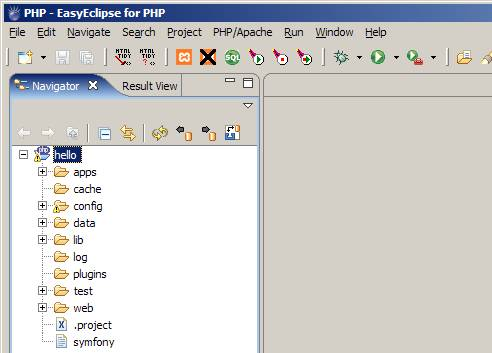 PHP - EasyEclipse for PHP
File Edit Navigate Search Project PHP/Apache Run Window Help
HTML TIDY HTML TIDY SQL
Navigator Result View
php hello
apps
cache
config
data
lib
log
plugins
test
web
X .project
symfony